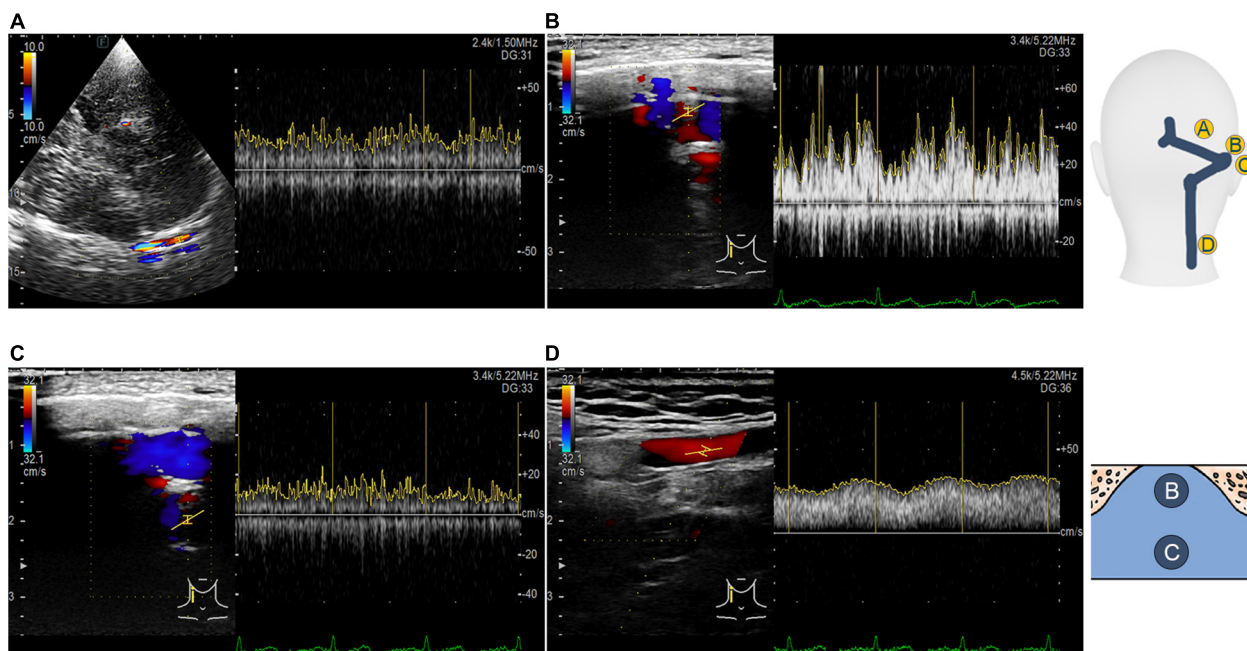 A
10.0
10.0
cm/s
F
5
10
15
2.4k/1.50MHz
DG:31
+50
cm/s
-50
B
32.1
32.1
cm/s
1
2
3
3.4k/5.22MHz
DG:33
+60
+40
+20
cm/s
-20
A
B
C
D
C
32.1
32.1
cm/s
1
2
3
3.4k/5.22MHz
DG:33
+40
+20
cm/s
-20
-40
D
32.1
32.1
cm/s
1
2
3
4.5k/5.22MHz
DG:36
+50
cm/s
B
C